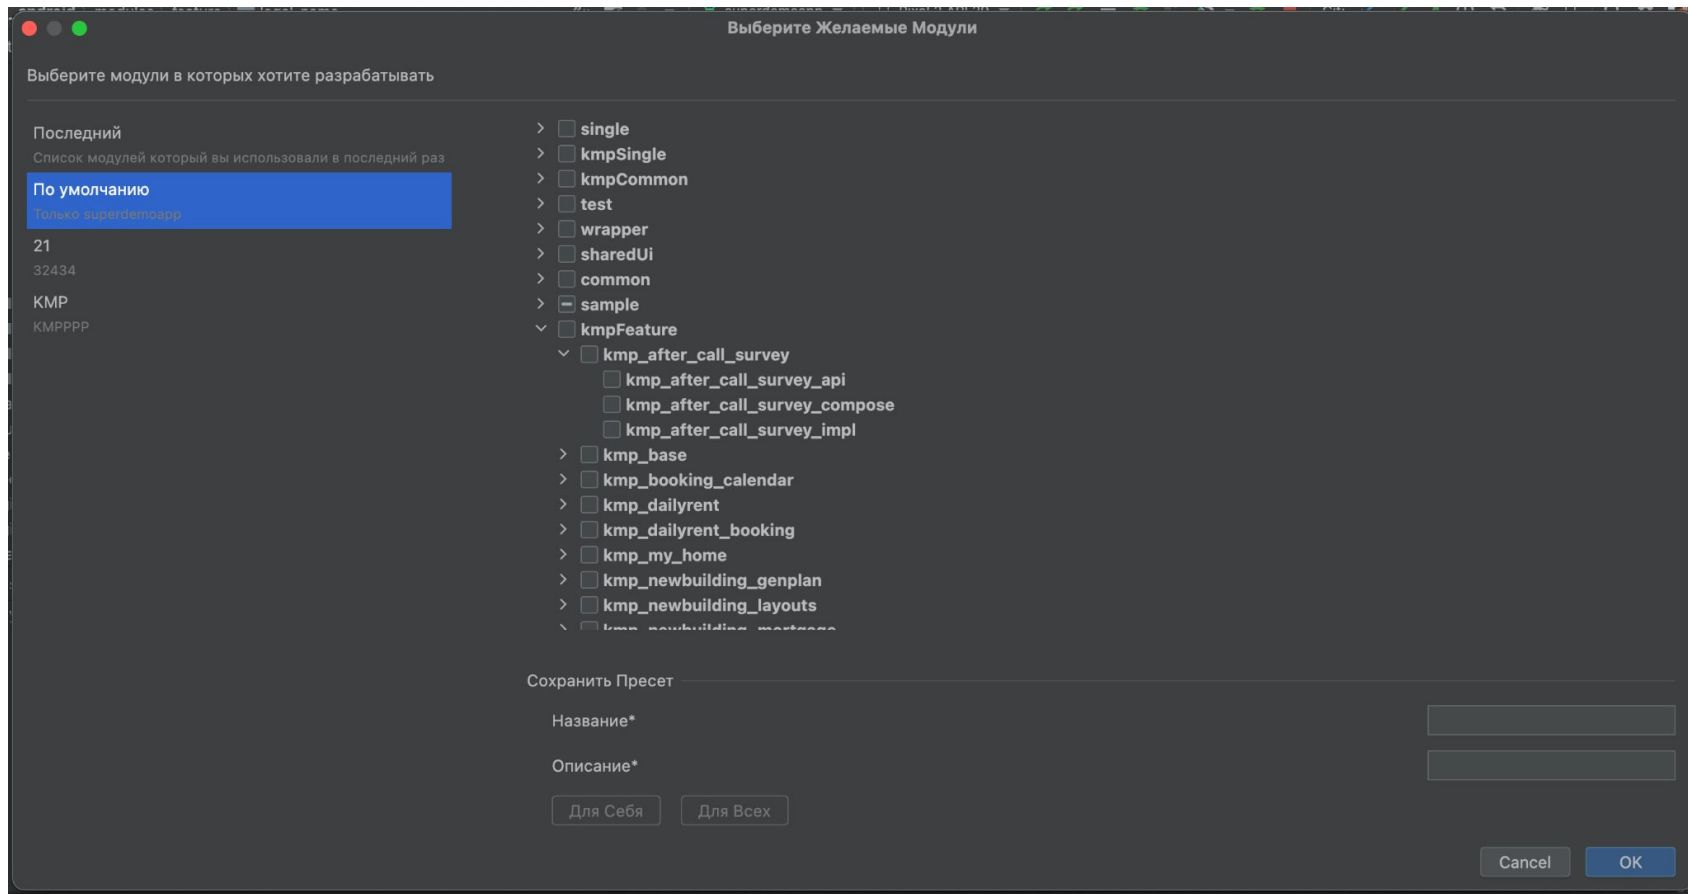 Выберите Желаемые Модули
Выберите модули в которых хотите разрабатывать
Последний
Список модулей который вы использовали в последний раз
По умолчанию
Только superdemoapp
21
32434
KMP
KMPPPP
single
kmpSingle
kmpCommon
test
wrapper
sharedUi
common
sample
kmpFeature
kmp_after_call_survey
kmp_after_call_survey_api
kmp_after_call_survey_compose
kmp_after_call_survey_impl
kmp_base
kmp_booking_calendar
kmp_dailyrent
kmp_dailyrent_booking
kmp_my_home
kmp_newbuilding_genplan
kmp_newbuilding_layouts
kmp_newbuilding_mortgage
Сохранить Пресет
Название*
Описание*
Для Себя Для Всех
Cancel OK